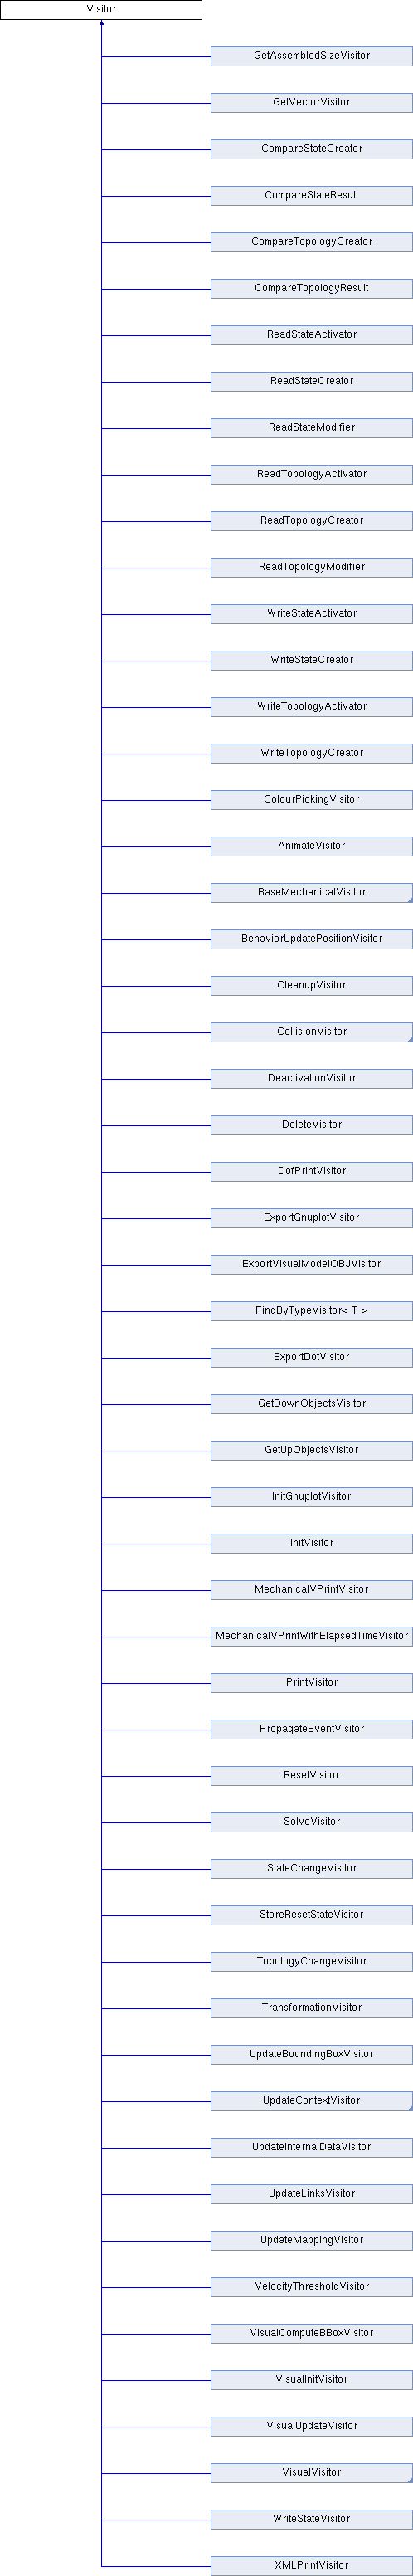 Visitor
GetAssembledSizeVisitor
GetVectorVisitor
CompareStateCreator
CompareStateResult
CompareTopologyCreator
CompareTopologyResult
ReadStateActivator
ReadStateCreator
ReadStateModifier
ReadTopologyActivator
ReadTopologyCreator
ReadTopologyModifier
WriteStateActivator
WriteStateCreator
WriteTopologyActivator
WriteTopologyCreator
ColourPickingVisitor
AnimateVisitor
BaseMechanicalVisitor
BehaviorUpdatePositionVisitor
CleanupVisitor
CollisionVisitor
DeactivationVisitor
DeleteVisitor
DofPrintVisitor
ExportGnuplotVisitor
ExportVisualModelOBJVisitor
FindByTypeVisitor< T >
ExportDotVisitor
GetDownObjectsVisitor
GetUpObjectsVisitor
InitGnuplotVisitor
InitVisitor
MechanicalVPrintVisitor
MechanicalVPrintWithElapsedTimeVisitor
PrintVisitor
PropagateEventVisitor
ResetVisitor
SolveVisitor
StateChangeVisitor
StoreResetStateVisitor
TopologyChangeVisitor
TransformationVisitor
UpdateBoundingBoxVisitor
UpdateContextVisitor
UpdateInternalDataVisitor
UpdateLinksVisitor
UpdateMappingVisitor
VelocityThresholdVisitor
VisualComputeBBoxVisitor
VisualInitVisitor
VisualUpdateVisitor
VisualVisitor
WriteStateVisitor
XMLPrintVisitor